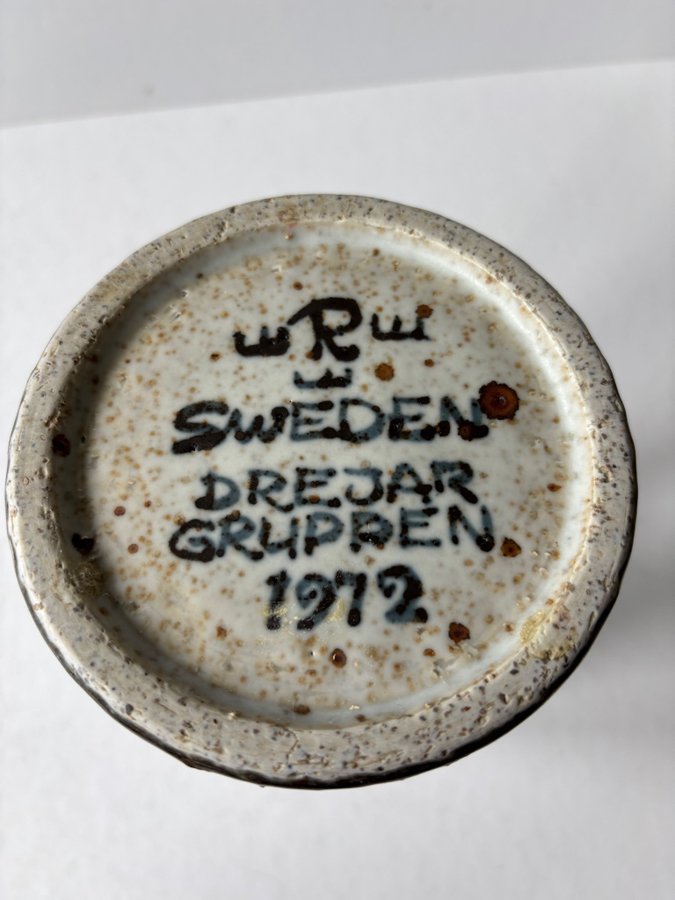 R
SWEDEN
DREJAR
GRUPPEN
1972